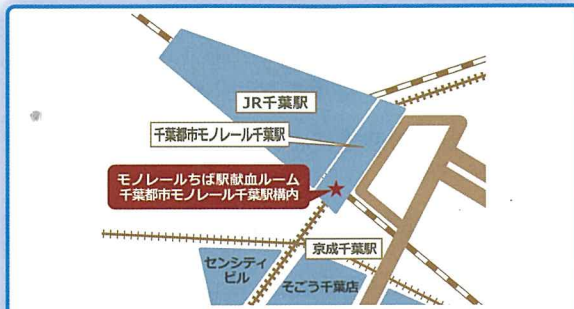 JR千葉駅
千葉都市モノレール千葉駅
モノレールちば駅献血ルーム
千葉都市モノレール千葉駅構内
京成千葉駅
センシティ
ビル
そごう千葉店